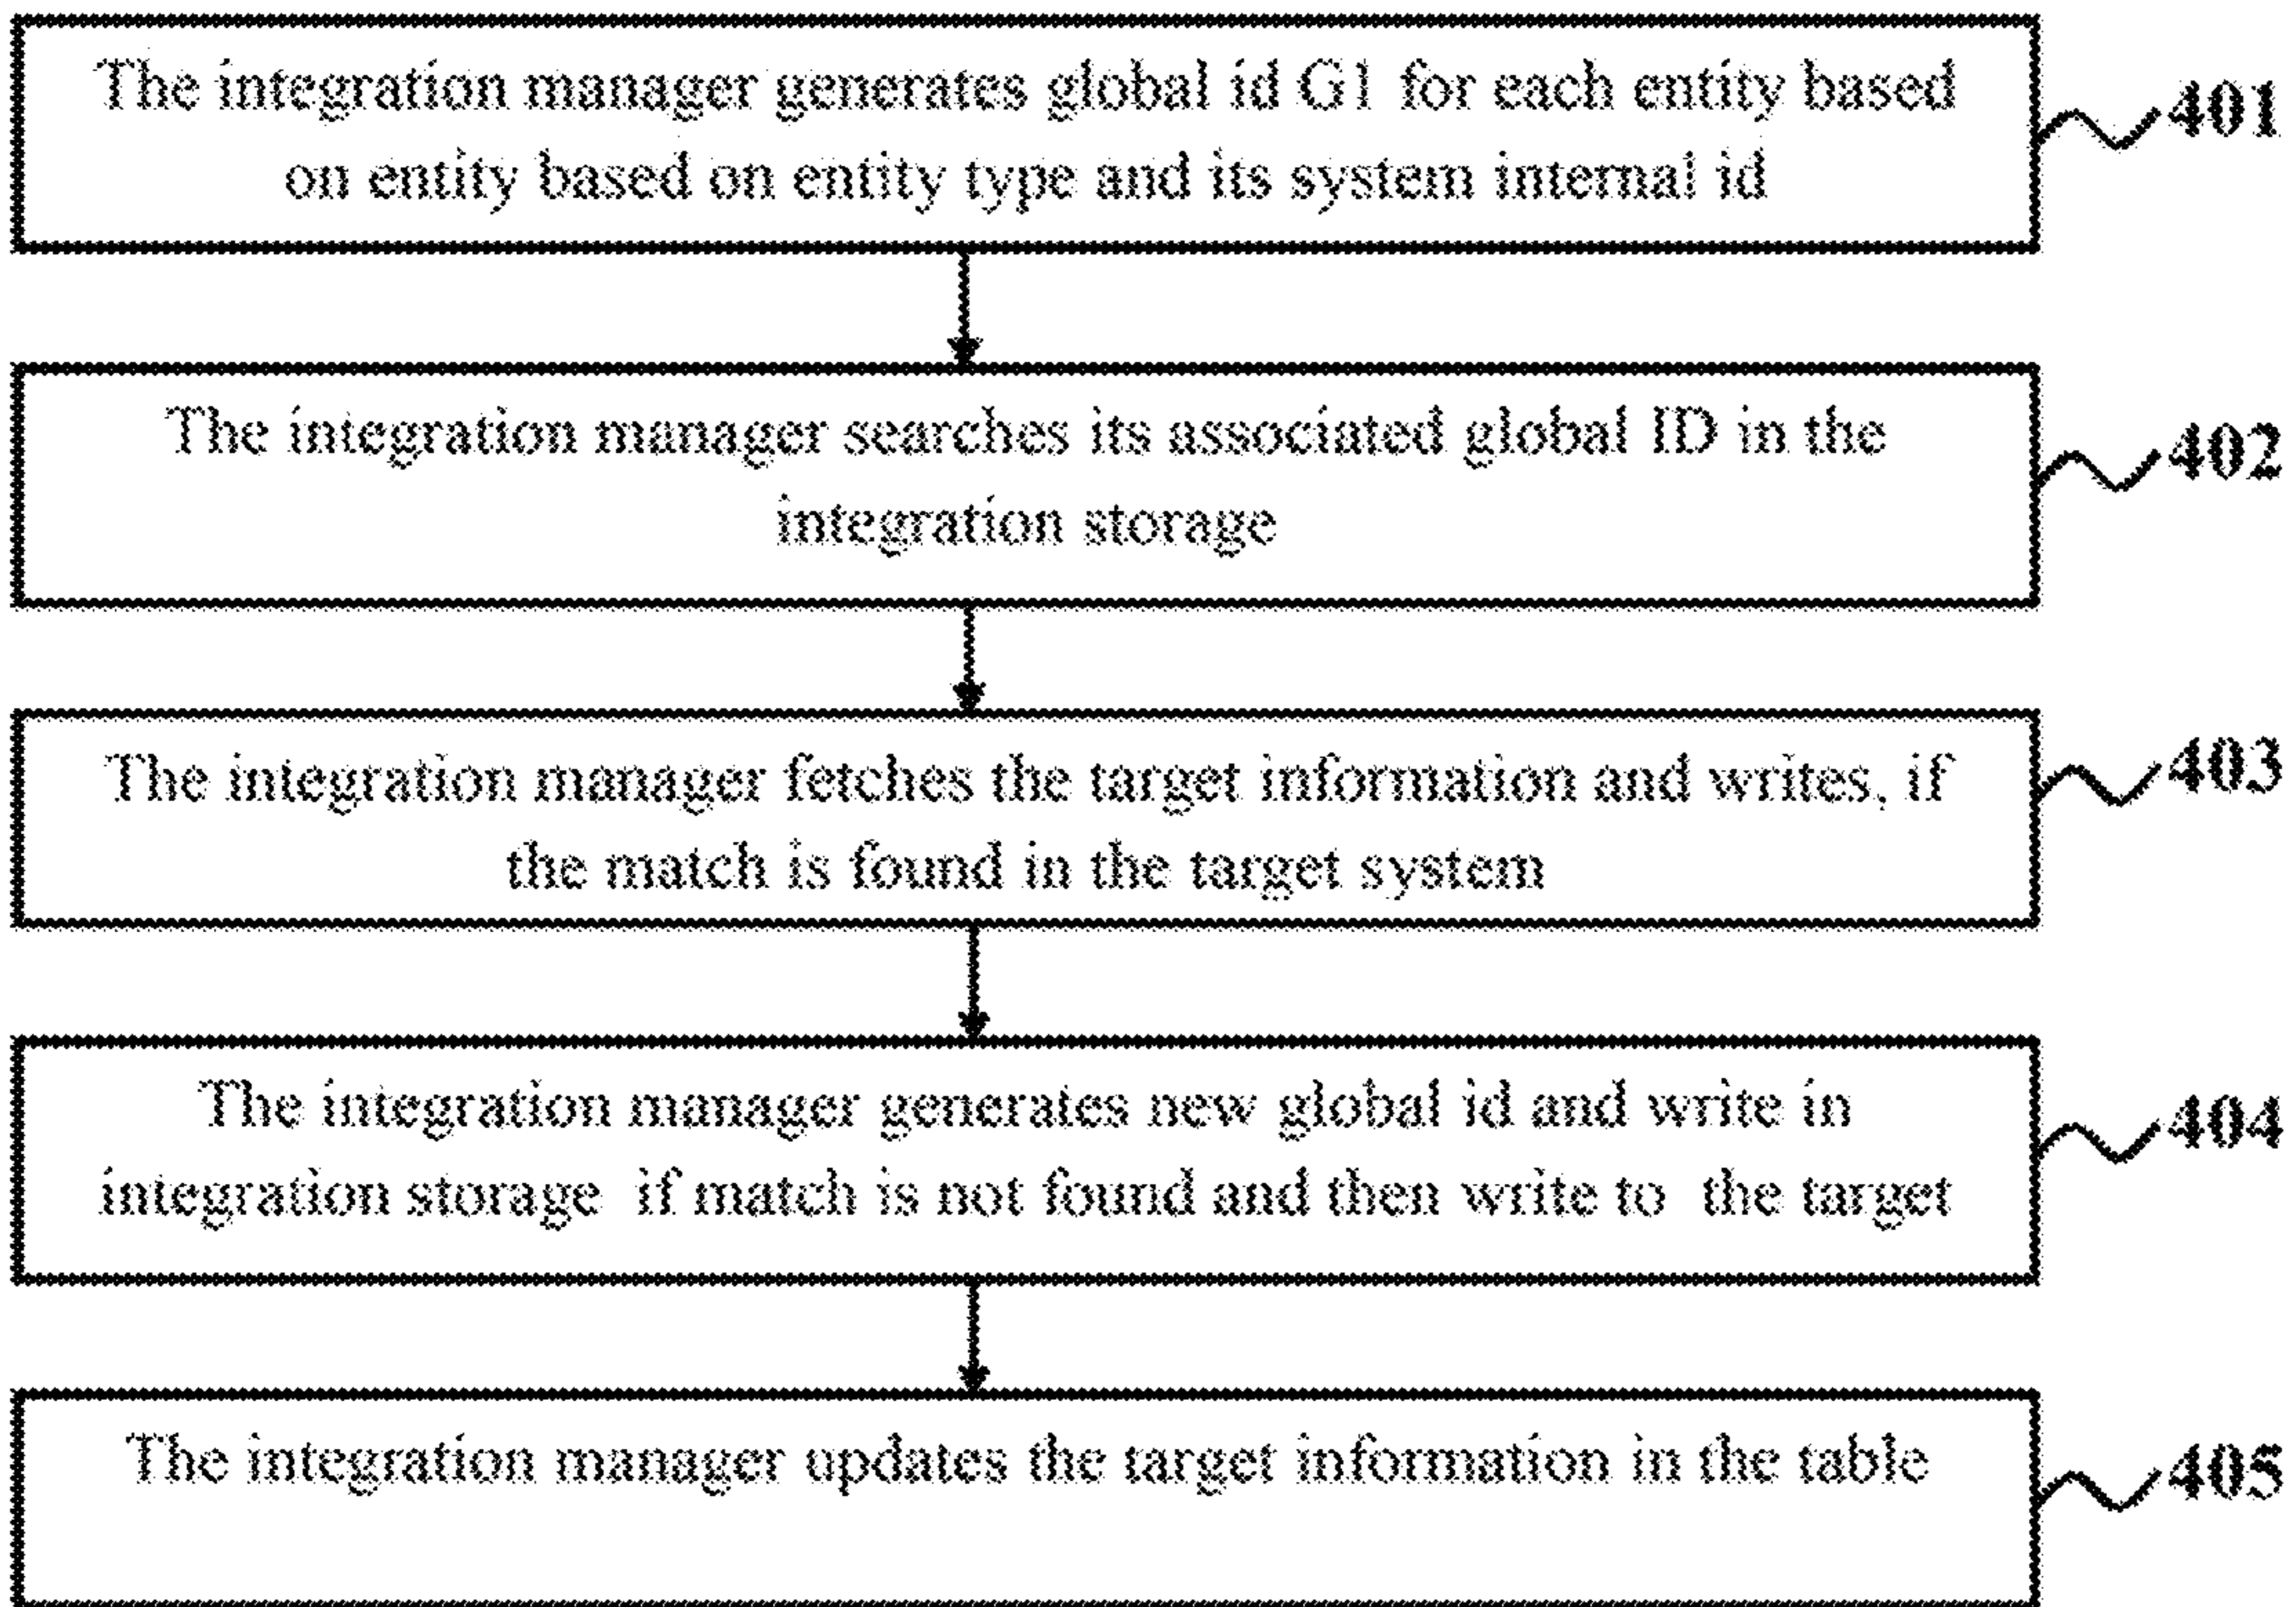 The integration manager generates global id G1 for each entity based
on entity based on entity type and its system internal id
401
The integration manager searches its associated global ID in the
integration storage
402
The integration manager fetches the target information and writes, if
the match is found in the target system
403
The integration manager generates new global id and write in
integration storage  if match is not found and then write to  the target
404
The integration manager updates the target information in the table
405